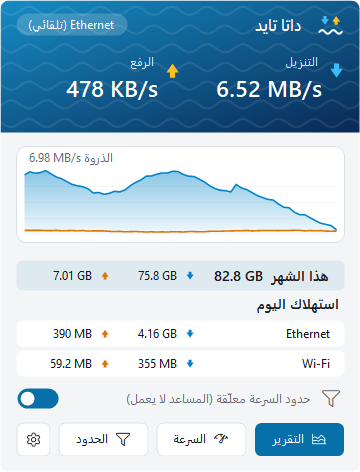 داتا تايد Ethernet (تلقائي)
التنزيل الرفع
6.52 MB/s 478 KB/s
الذروة 6.98 MB/s
هذا الشهر 82.8 GB 75.8 GB 7.01 GB
استهلاك اليوم
Ethernet 4.16 GB 390 MB
Wi-Fi 355 MB 59.2 MB
حدود السرعة معلّقة (المساعد لا يعمل)
التقرير السرعة الحدود